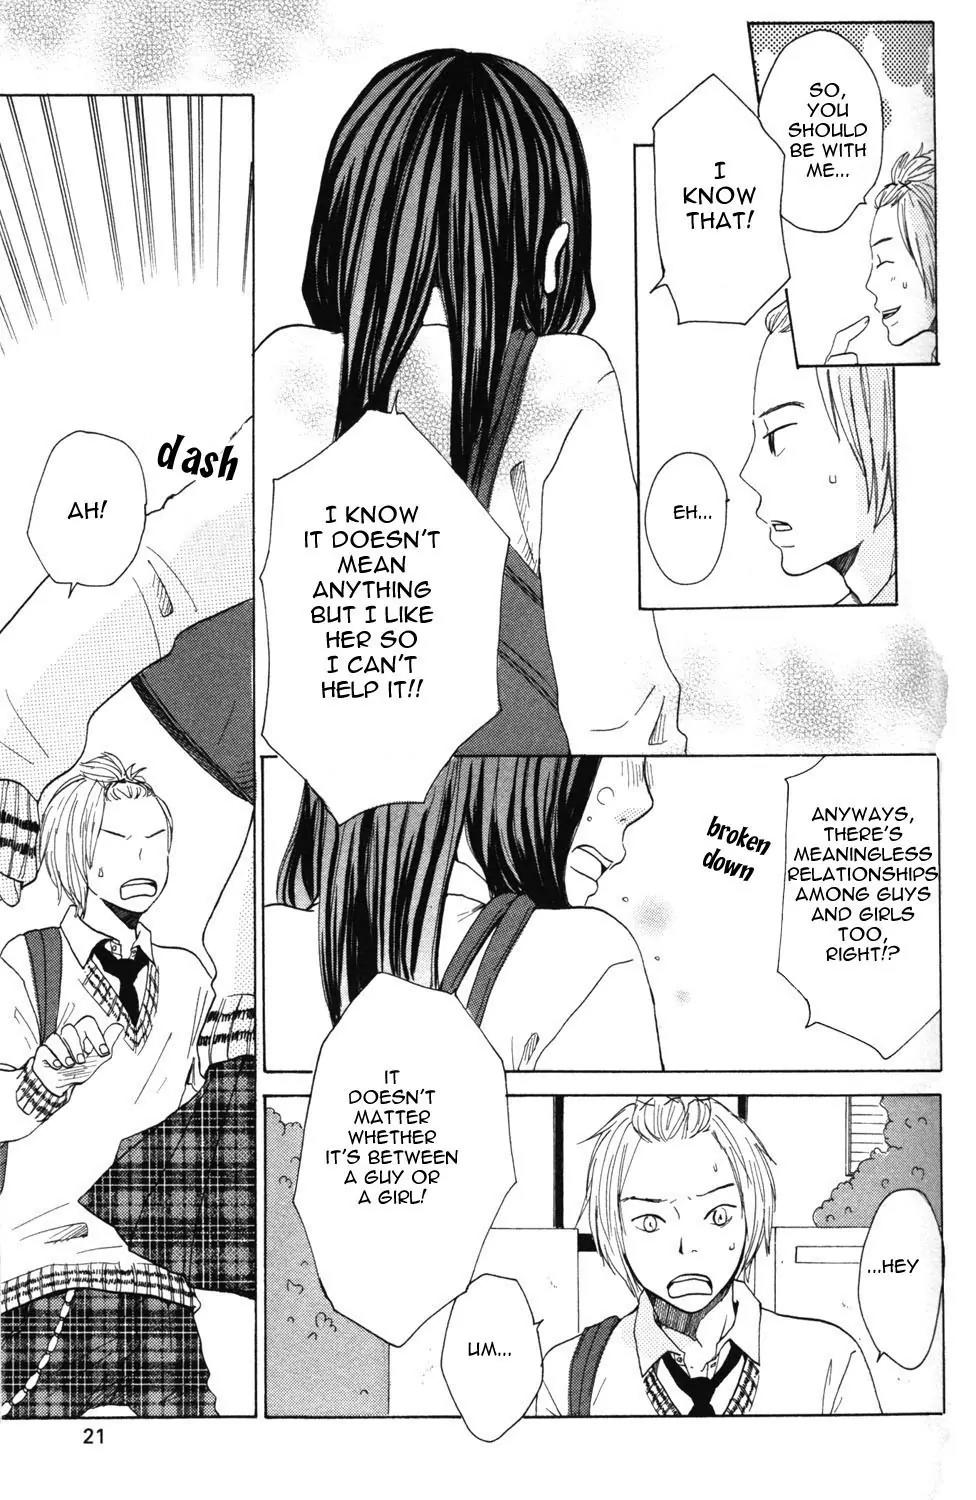 SO,
YOU
SHOULD
BE WITH
ME...
I
KNOW
THAT!
EH...
I KNOW
IT DOESN'T
MEAN
ANYTHING
BUT I LIKE
HER SO
I CAN'T
HELP IT!!
ANYWAYS,
THERE'S
MEANINGLESS
RELATIONSHIPS
AMONG GUYS
AND GIRLS
TOO,
RIGHT!?
broken
down
IT
DOESN'T
MATTER
WHETHER
IT'S BETWEEN
A GUY OR
A GIRL!
...HEY
UM...
dash
AH!
21